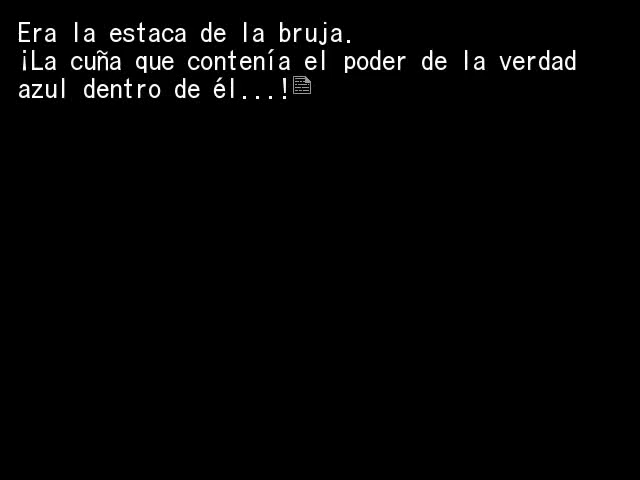 Era la estaca de la bruja.
¡La cuña que contenía el poder de la verdad
azul dentro de él...!